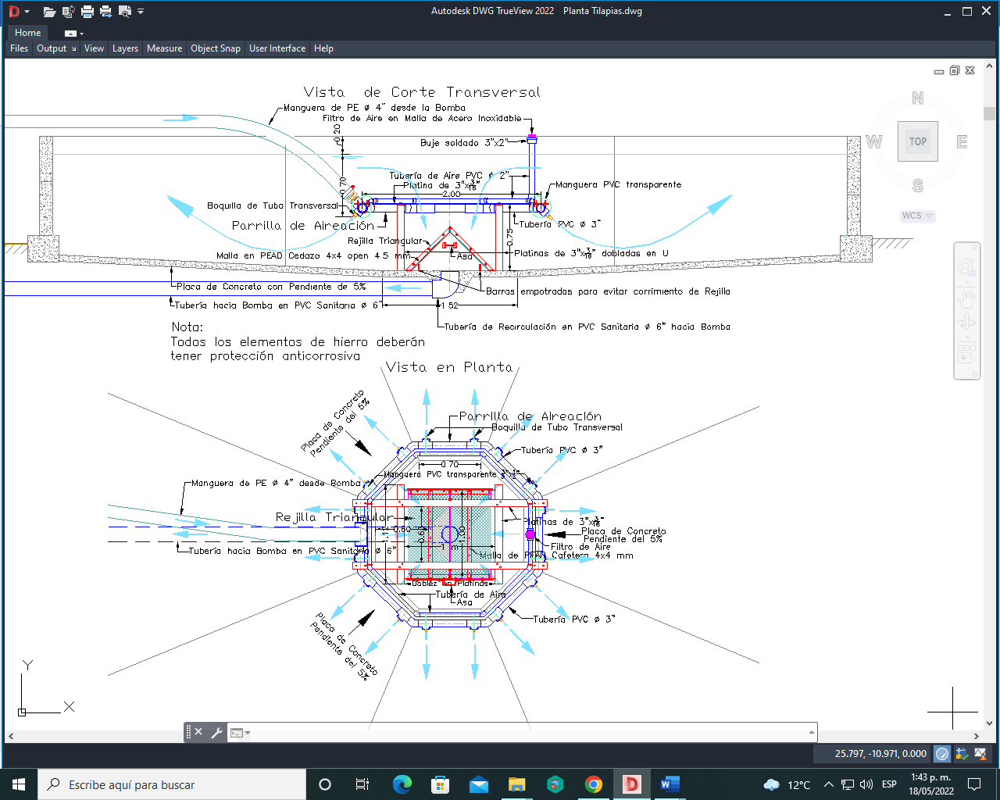 Autodesk DWG TrueView 2022 Planta Tilapias.dwg
Home
Files Output View Layers Measure Object Snap User Interface Help
Vista de Corte Transversal
Manguera de PE ø 4" desde la Bomba
Filtro de Aire en Malla de Acero Inoxidable
0.20
Buje soldado 3"x2"
Tubería de Aire PVC ø 2"
Platina de 3"x3/16
0.70
2.00
Manguera PVC transparente
Boquilla de Tubo Transversal
Parrilla de Aireación
Tubería PVC ø 3"
0.75
Rejilla Triangular
Malla en PEAD Cedazo 4x4 open 4.5 mm
Asa
Platinas de 3"x3/16" dobladas en U
Placa de Concreto con Pendiente de 5%
Barras empotradas para evitar corrimiento de Rejilla
Tubería hacia Bomba en PVC Sanitaria ø 6"
1.52
Tubería de Recirculación en PVC Sanitaria ø 6" hacia Bomba
Nota:
Todos los elementos de hierro deberán
tener protección anticorrosiva
Vista en Planta
Placa de Concreto
Pendiente del 5%
Parrilla de Aireación
Boquilla de Tubo Transversal
Tubería PVC ø 3"
0.70
Manguera PVC transparente
Manguera de PE ø 4" desde Bomba
Rejilla Triangular
Platinas de 3"x3/16
0.60
1.00
1 m
Placa de Concreto
Pendiente del 5%
Filtro de Aire
Tubería hacia Bomba en PVC Sanitaria ø 6"
Malla de PEAD Cafetera 4x4 mm
Doblez en Platinas
Tubería de Aire
Asa
Tubería PVC ø 3"
Placa de Concreto
Pendiente del 5%
N
W TOP E
S
WCS
Y
X
25.797, -10.971, 0.000
Escribe aquí para buscar
12°C
ESP
1:43 p. m.
18/05/2022